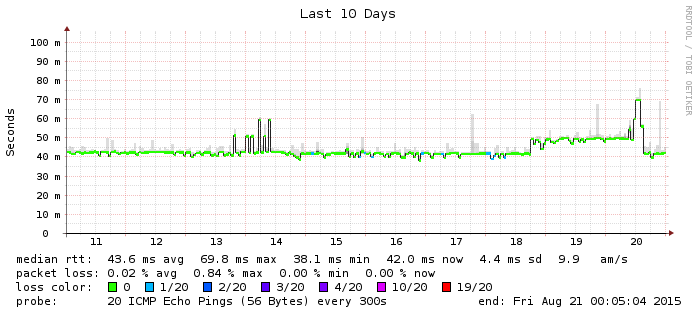 Last 10 Days
RRDTOOL / TOBI OETIKER
Seconds
100 m
90 m
80 m
70 m
60 m
50 m
40 m
30 m
20 m
10 m
0
11 12 13 14 15 16 17 18 19 20
median rtt: 43.6 ms avg 69.8 ms max 38.1 ms min 42.0 ms now 4.4 ms sd 9.9 am/s
packet loss: 0.02 % avg 0.84 % max 0.00 % min 0.00 % now
loss color: 0 1/20 2/20 3/20 4/20 10/20 19/20
probe: 20 ICMP Echo Pings (56 Bytes) every 300s end: Fri Aug 21 00:05:04 2015